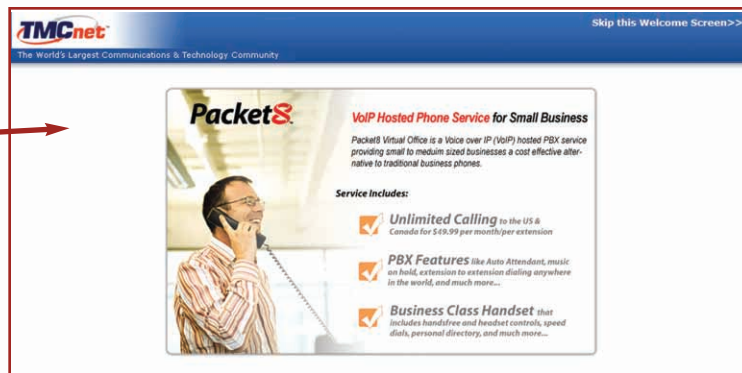 TMCnet
Skip this Welcome Screen>>
The World's Largest Communications & Technology Community
Packet8
VoIP Hosted Phone Service for Small Business
Packet8 Virtual Office is a Voice over IP (VoIP) hosted PBX service
providing small to meduim sized businesses a cost effective alter-
native to traditional business phones.
Service Includes:
Unlimited Calling to the US &
Canada for $49.99 per month/per extension
PBX Features like Auto Attendant, music
on hold, extension to extension dialing anywhere
in the world, and much more...
Business Class Handset that
includes handsfree and headset controls, speed
dials, personal directory, and much more...